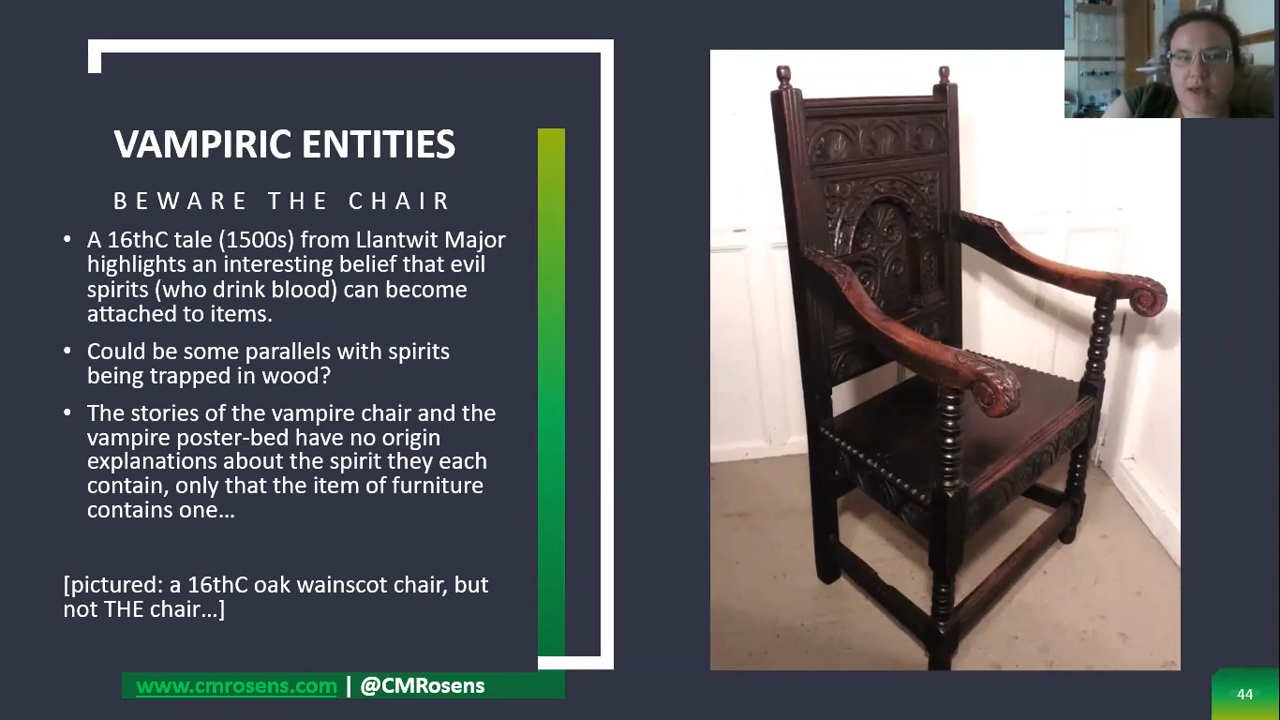 VAMPIRIC ENTITIES
BEWARE THE CHAIR
• A 16thC tale (1500s) from Llantwit Major
highlights an interesting belief that evil
spirits (who drink blood) can become
attached to items.
• Could be some parallels with spirits
being trapped in wood?
• The stories of the vampire chair and the
vampire poster-bed have no origin
explanations about the spirit they each
contain, only that the item of furniture
contains one…
[pictured: a 16thC oak wainscot chair, but
not THE chair…]
www.cmrosens.com | @CMRosens
44